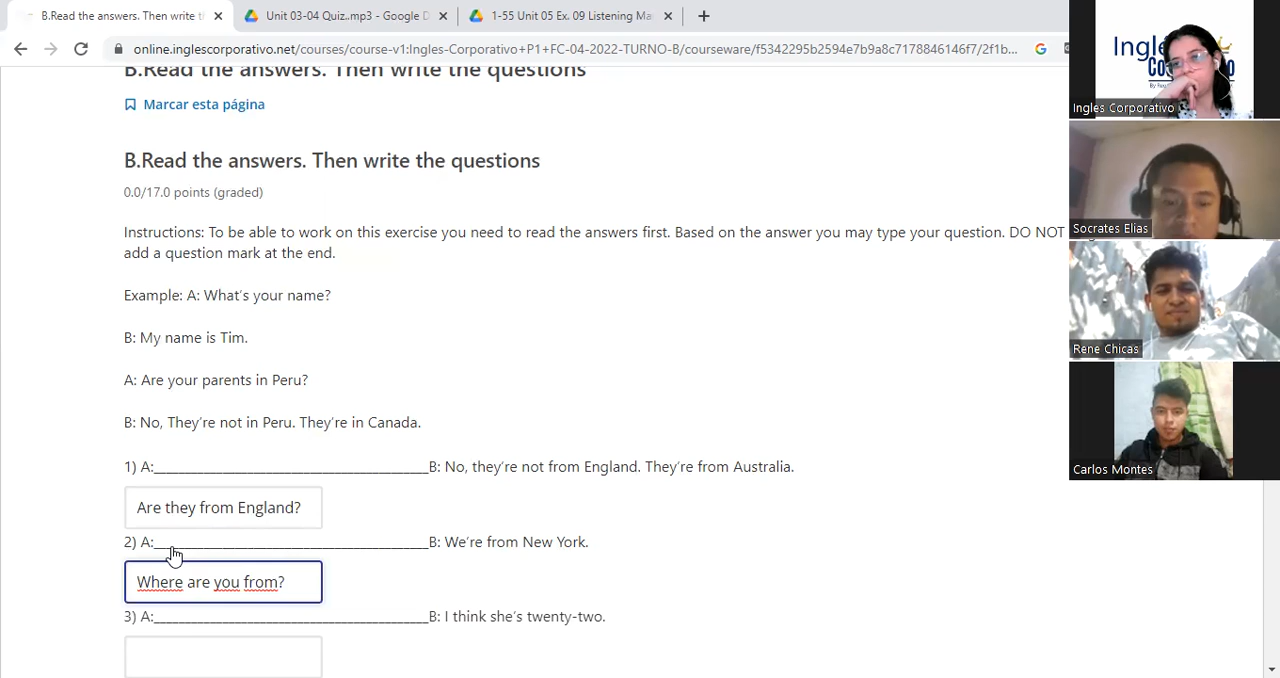 B.Read the answers. Then write t
Unit 03-04 Quiz..mp3 - Google D
1-55 Unit 05 Ex. 09 Listening Ma
online.inglescorporativo.net/courses/course-v1:Ingles-Corporativo+P1+FC-04-2022-TURNO-B/courseware/f5342295b2594e7b9a8c7178846146f7/2f1b...
B.Read the answers. Then write the questions
Marcar esta página
B.Read the answers. Then write the questions
0.0/17.0 points (graded)
Instructions: To be able to work on this exercise you need to read the answers first. Based on the answer you may type your question. DO NOT
add a question mark at the end.
Example: A: What's your name?
B: My name is Tim.
A: Are your parents in Peru?
B: No, They're not in Peru. They're in Canada.
1) A:______________________________________B: No, they're not from England. They're from Australia.
Are they from England?
2) A:______________________________________B: We're from New York.
Where are you from?
3) A:______________________________________B: I think she's twenty-two.
Ingles Corporativo
Socrates Elias
Rene Chicas
Carlos Montes